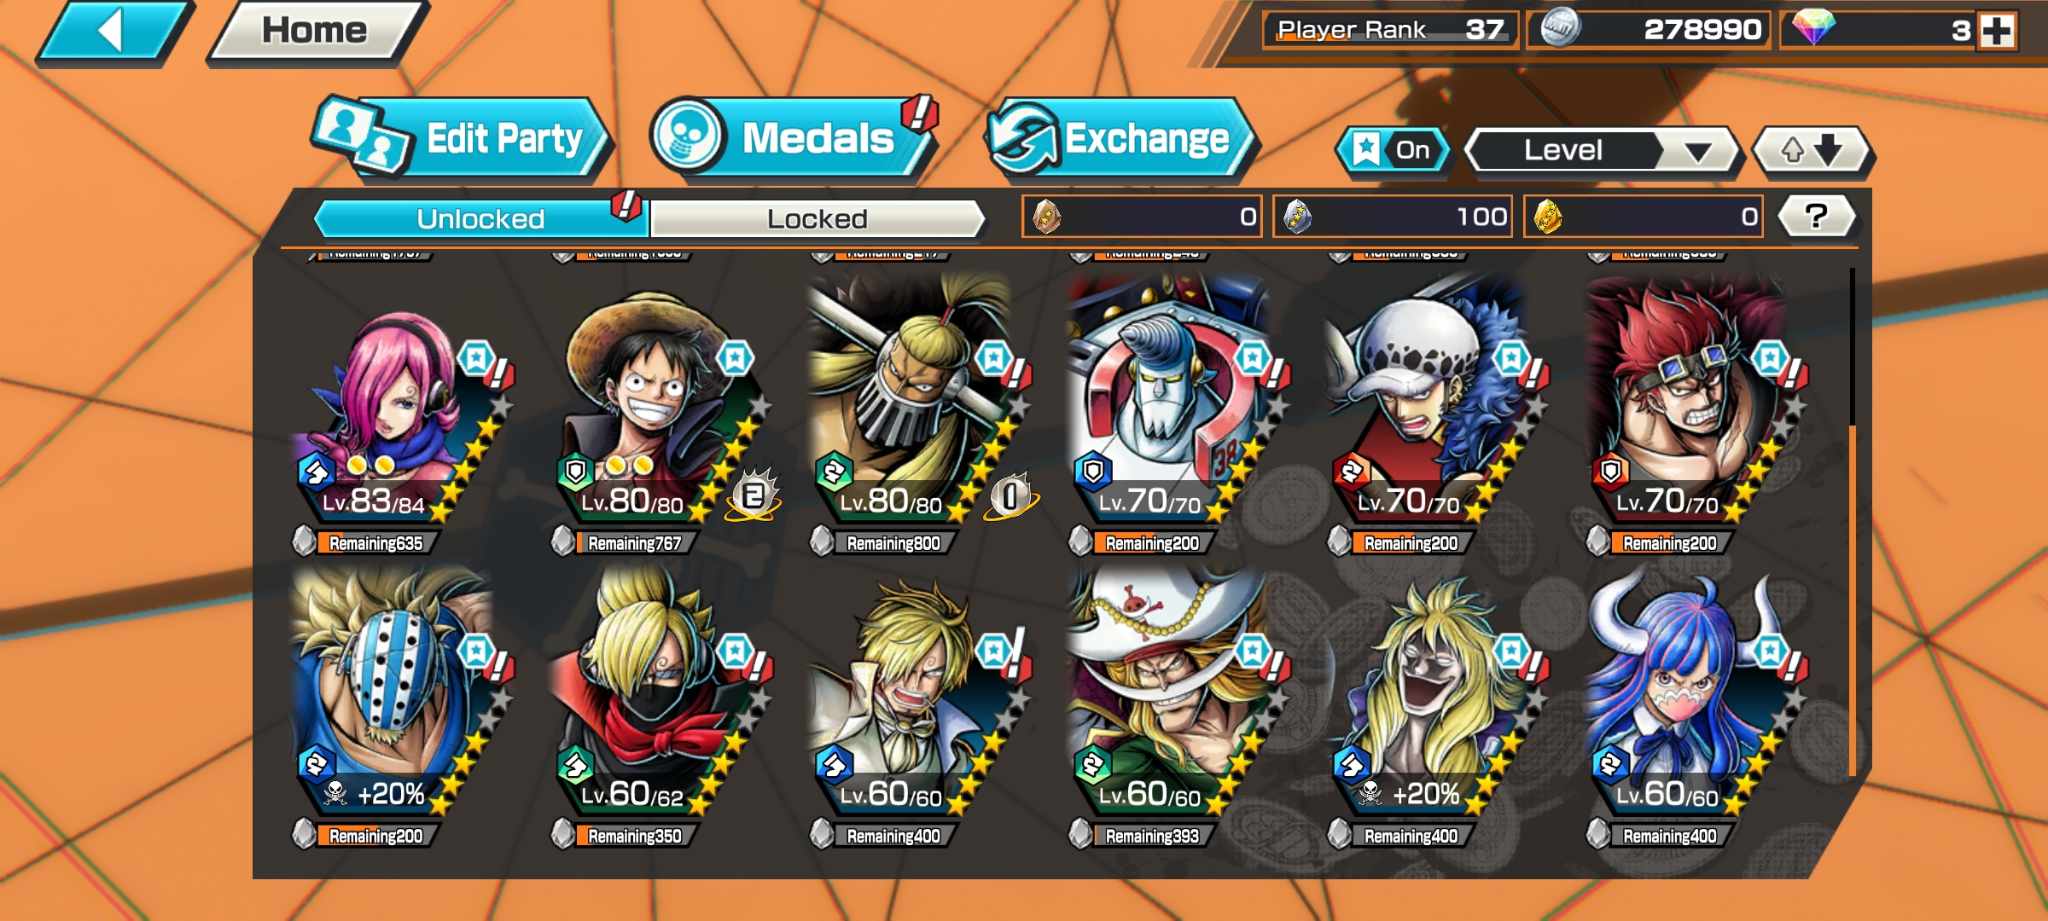 Home
Player Rank 37
278990
3
Edit Party
Medals
Exchange
On
Level
Unlocked
Locked
0
100
0
?
Lv.83/84
Lv.80/80
2
Lv.80/80
0
Lv.70/70
38
Lv.70/70
Lv.70/70
Remaining635
Remaining767
Remaining800
Remaining200
Remaining200
Remaining200
+20%
Lv.60/62
Lv.60/60
Lv.60/60
+20%
Lv.60/60
Remaining200
Remaining350
Remaining400
Remaining393
Remaining400
Remaining400